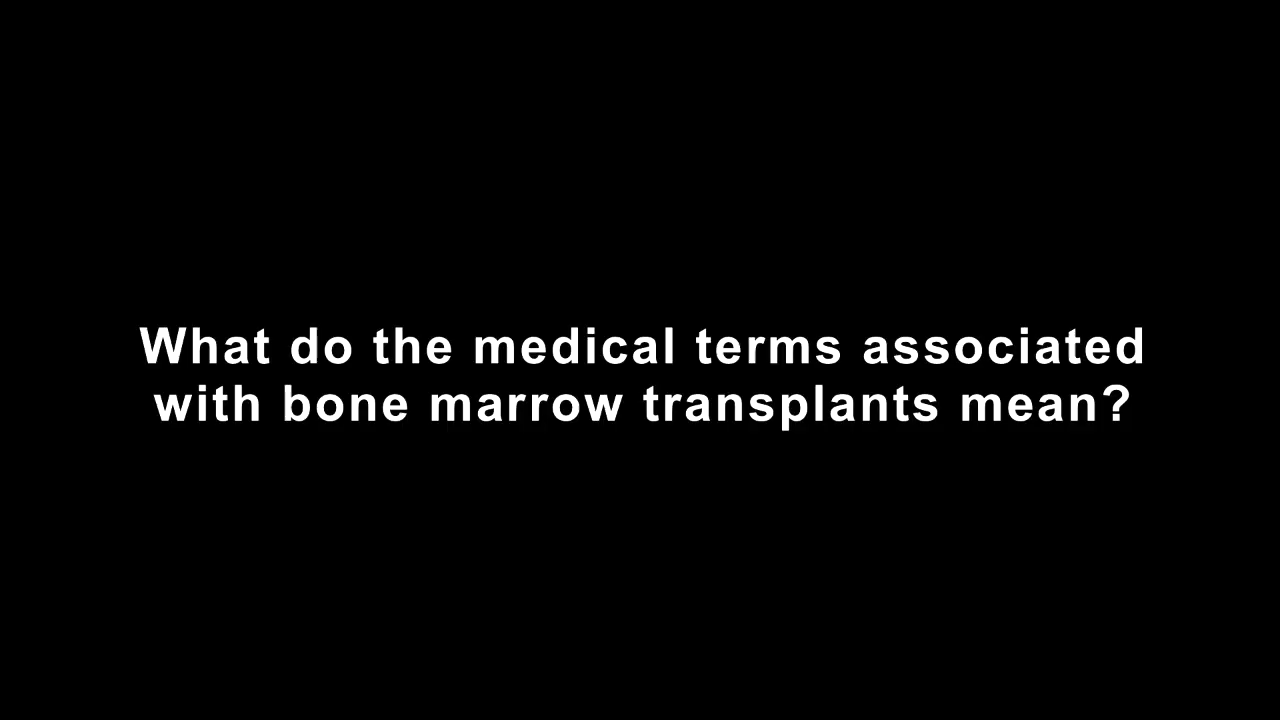 What do the medical terms associated
with bone marrow transplants mean?